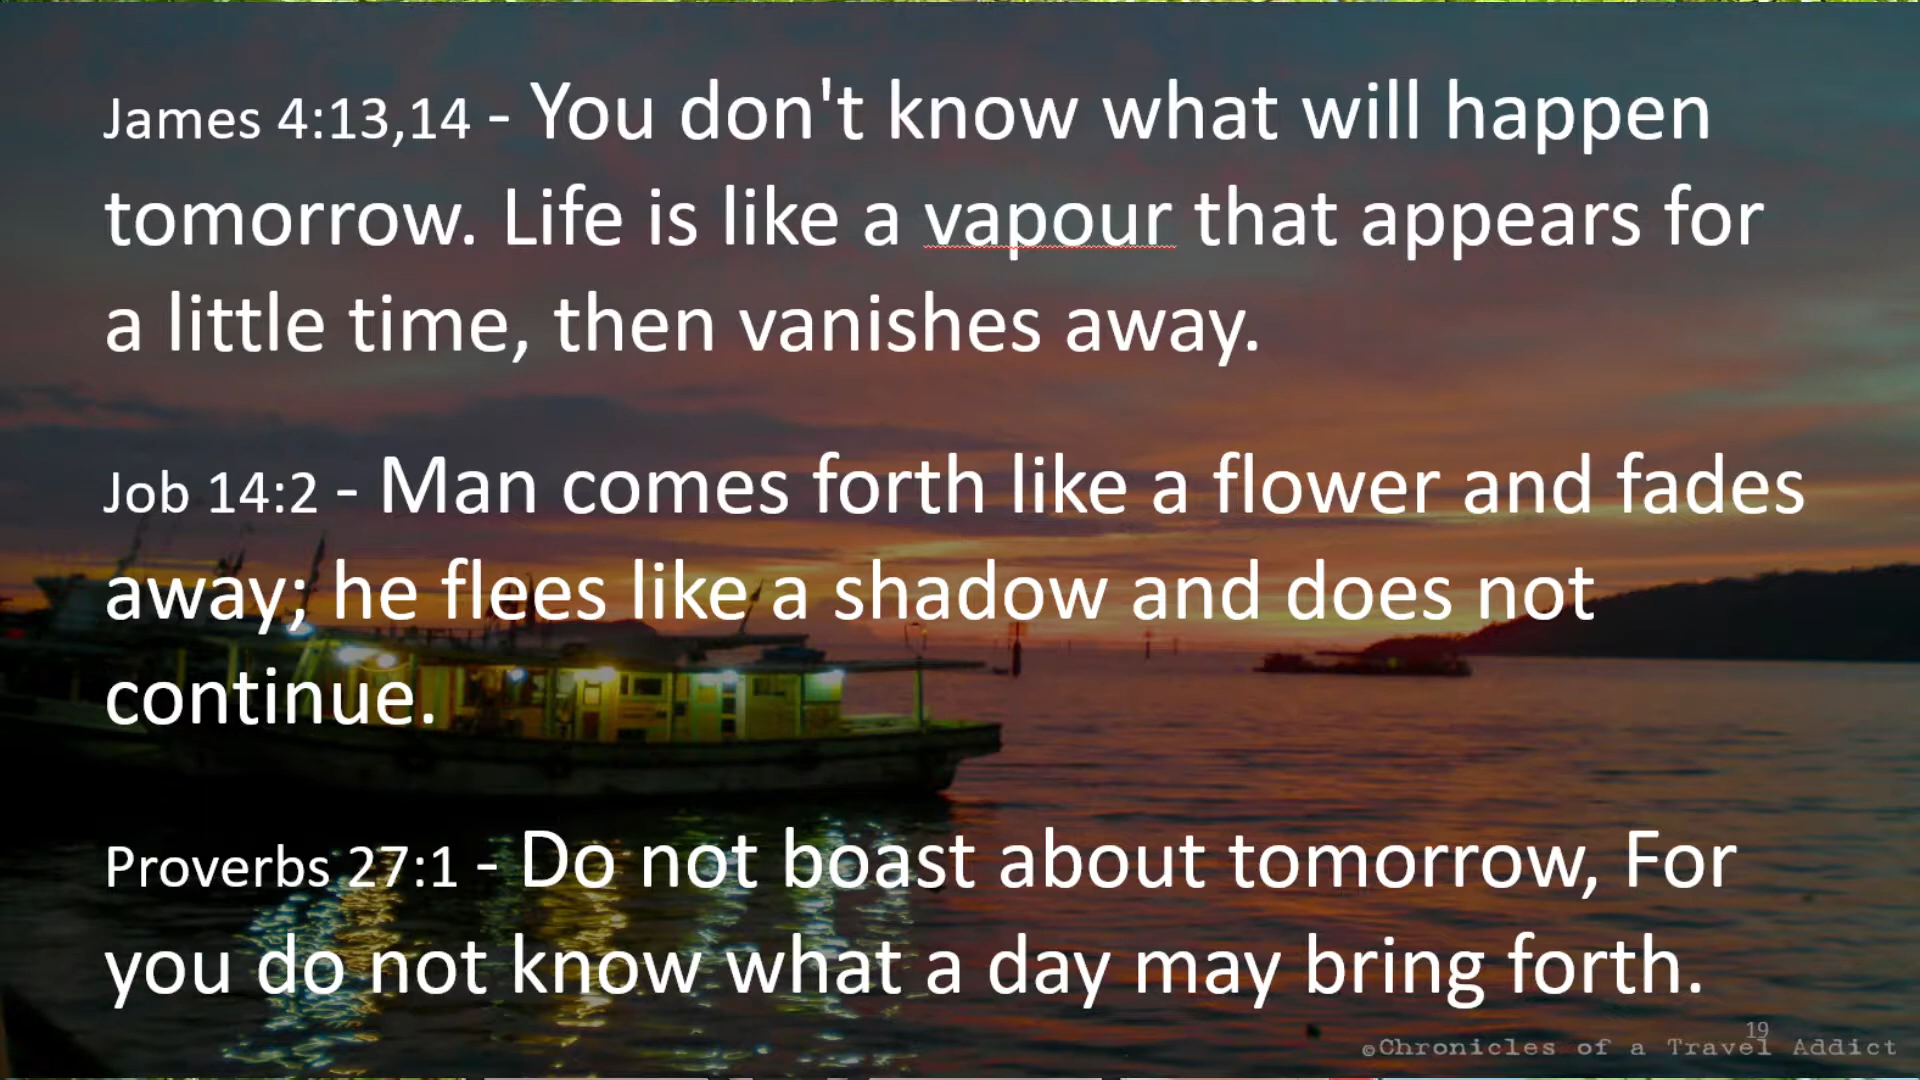 James 4:13,14 - You don't know what will happen
tomorrow. Life is like a vapour that appears for
a little time, then vanishes away.
Job 14:2 - Man comes forth like a flower and fades
away; he flees like a shadow and does not
continue.
Proverbs 27:1 - Do not boast about tomorrow, For
you do not know what a day may bring forth.
19
©Chronicles of a Travel Addict